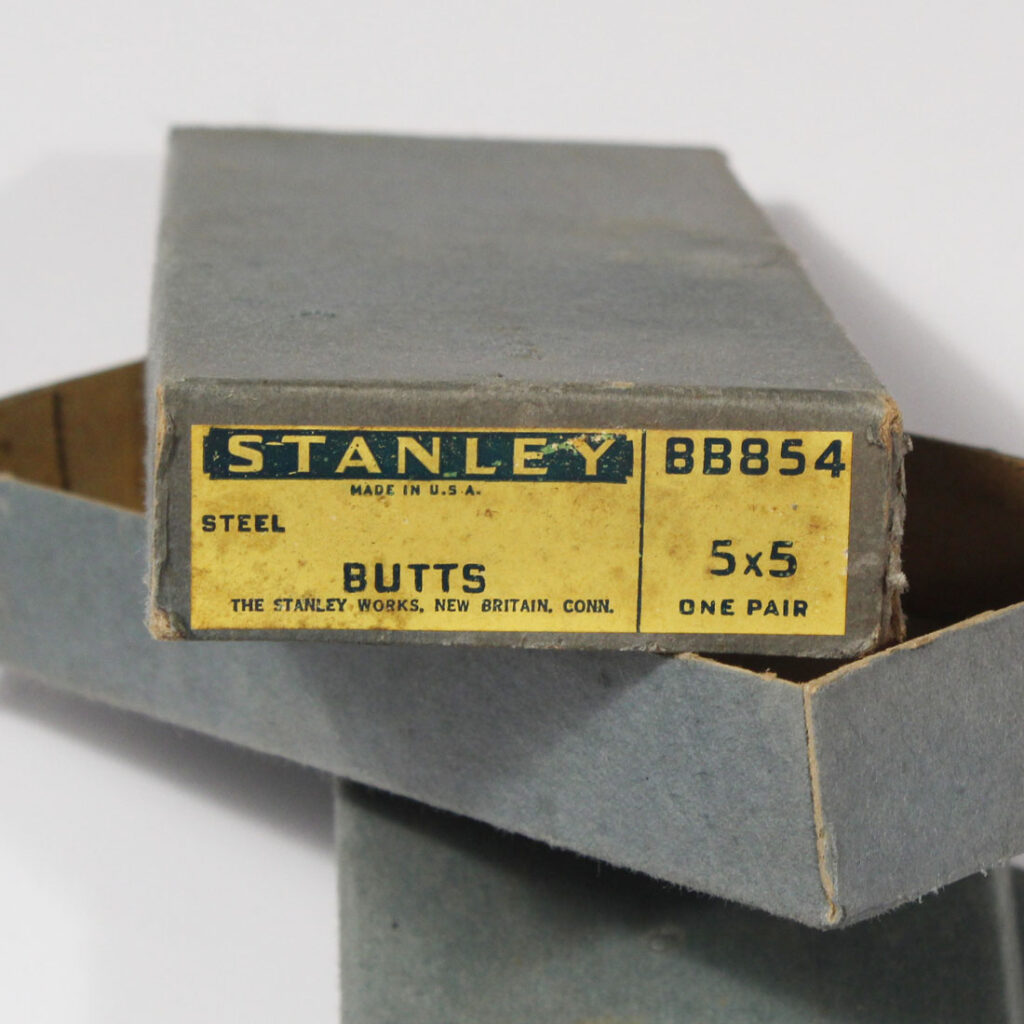 STANLEY
MADE IN U.S.A.
STEEL
BUTTS
THE STANLEY WORKS, NEW BRITAIN, CONN.
BB854
5x5
ONE PAIR